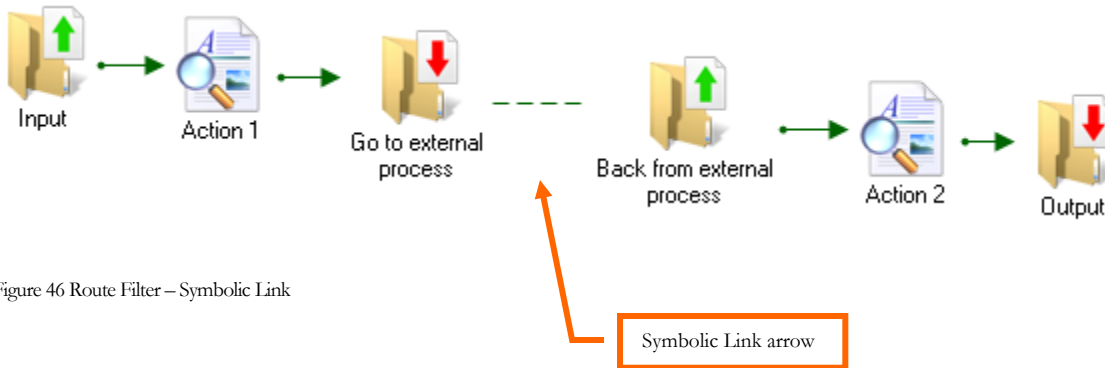 Input
Action 1
Go to external
process
Back from external
process
Action 2
Output
Figure 46 Route Filter – Symbolic Link
Symbolic Link arrow